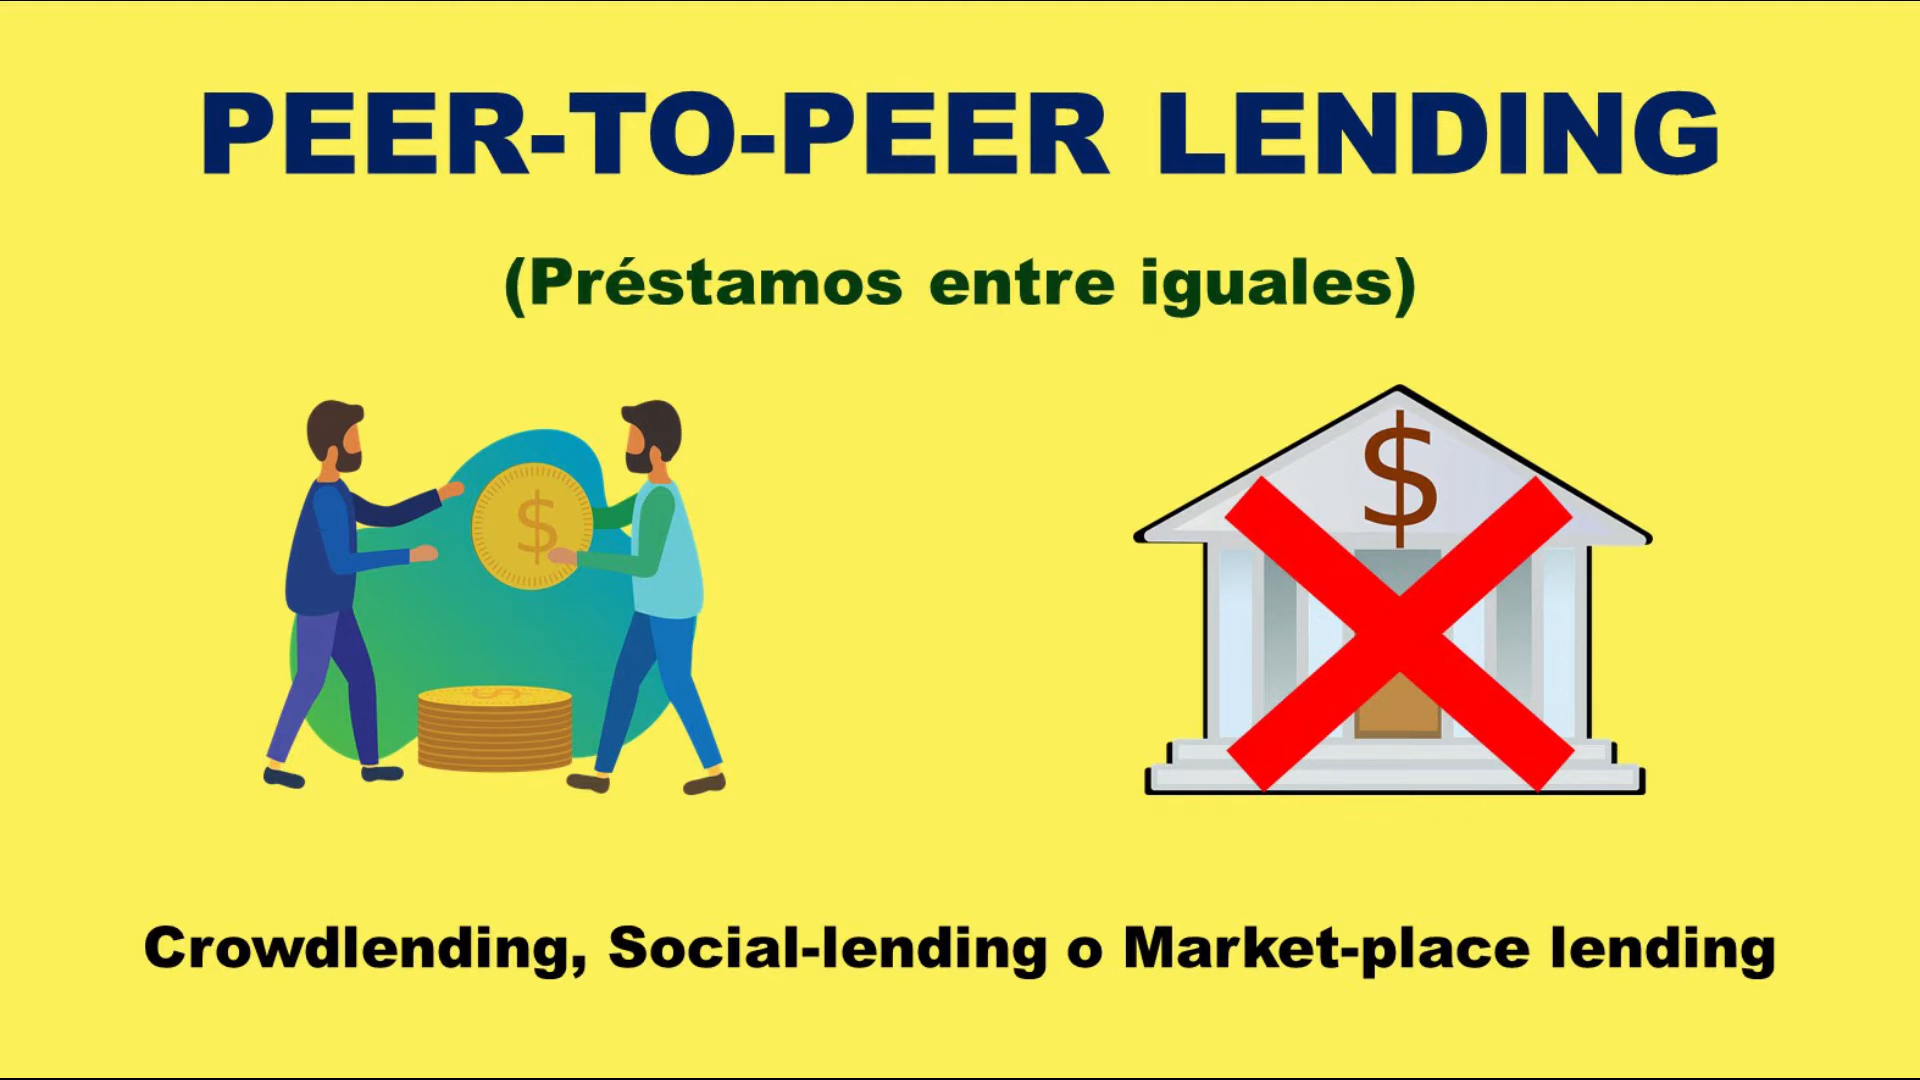 PEER-TO-PEER LENDING
(Préstamos entre iguales)
$
$
Crowdlending, Social-lending o Market-place lending